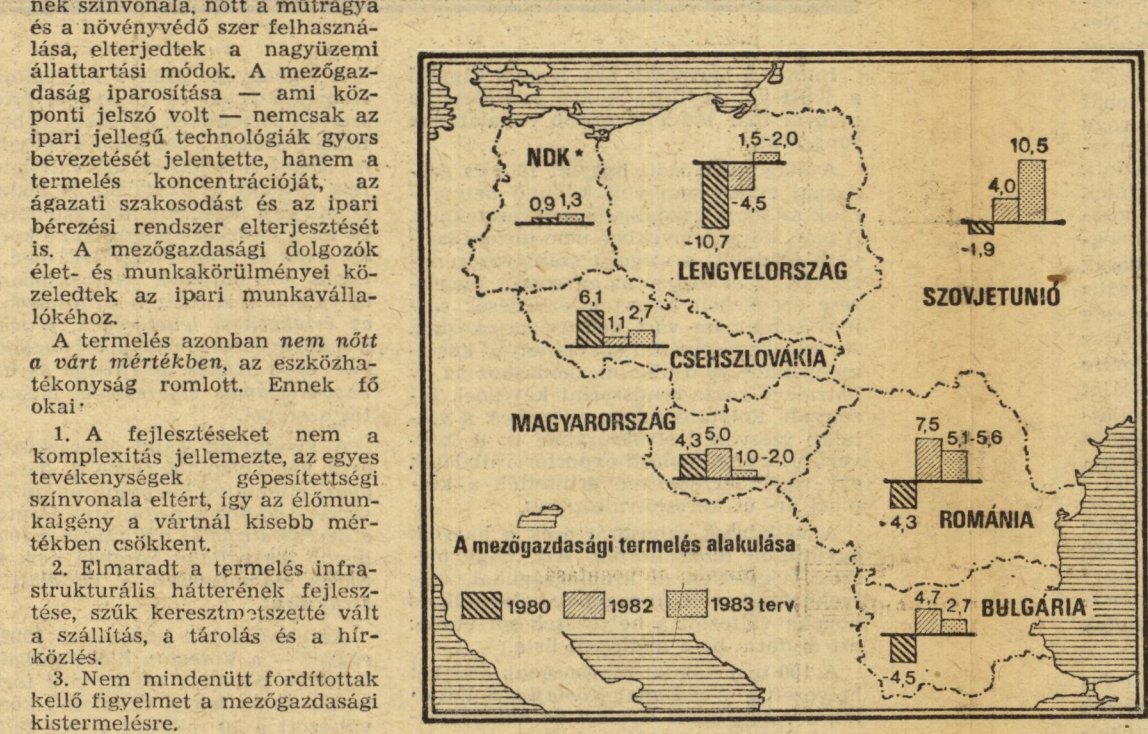 nek színvonala, nőtt a műtrágya
és a növényvédő szer felhaszná-
lása, elterjedtek a nagyüzemi
állattartási módok. A mezőgaz-
daság iparosítása — ami köz-
ponti jelszó volt — nemcsak az
ipari jellegű technológiák gyors
bevezetését jelentette, hanem a
termelés koncentrációját, az
ágazati szakosodást és az ipari
bérezési rendszer elterjesztését
is. A mezőgazdasági dolgozók
élet- és munkakörülményei kö-
zeledtek az ipari munkaválla-
lókéhoz.
A termelés azonban nem nőtt
a várt mértékben, az eszközha-
tékonyság romlott. Ennek fő
okai:
1. A fejlesztéseket nem a
komplexitás jellemezte, az egyes
tevékenységek gépesítettségi
színvonala eltért, így az élőmun-
kaigény a vártnál kisebb mér-
tékben csökkent.
2. Elmaradt a termelés infra-
strukturális hátterének fejlesz-
tése, szűk keresztmetszetté vált
a szállítás, a tárolás és a hír-
közlés.
3. Nem mindenütt fordítottak
kellő figyelmet a mezőgazdasági
kistermelésre.
NDK*
0,9 1,3
1,5-2,0
-4,5
-10,7
LENGYELORSZÁG
10,5
4,0
-1,9
SZOVJETUNIÓ
6,1
1,1 2,7
CSEHSZLOVÁKIA
MAGYARORSZÁG
4,3 5,0
1,0-2,0
7,5
5,1-5,6
-4,3
ROMÁNIA
A mezőgazdasági termelés alakulása
1980 1982 1983 terv
4,7
2,7
-4,5
BULGÁRIA